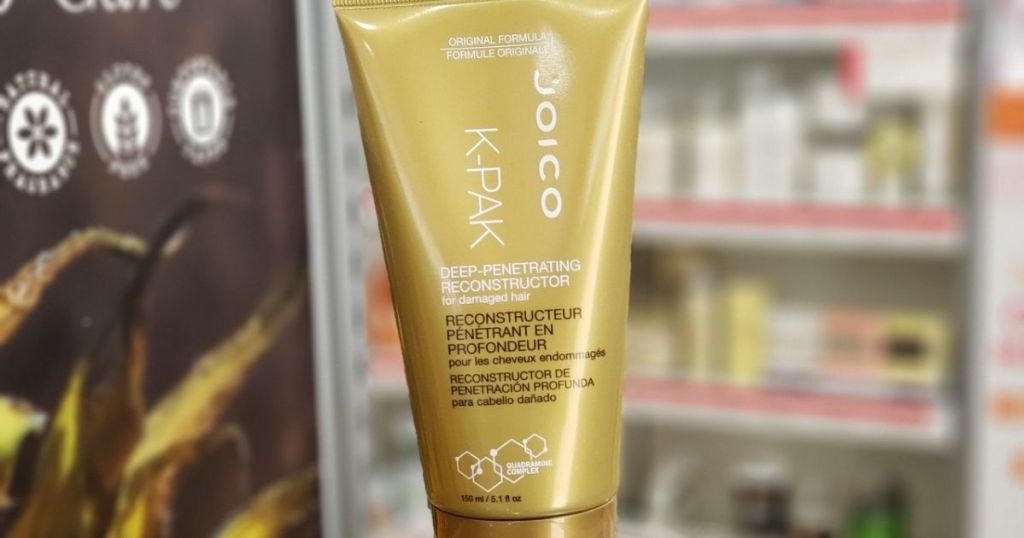 ORIGINAL FORMULA
FORMULE ORIGINALE
JOICO
K-PAK
DEEP-PENETRATING
RECONSTRUCTOR
for damaged hair
RECONSTRUCTEUR
PÉNÉTRANT EN
PROFONDEUR
pour les cheveux endommagés
RECONSTRUCTOR DE
PENETRACIÓN PROFUNDA
para cabello dañado
QUADRAMINE
COMPLEX
150 ml / 5.1 fl oz
NATURAL